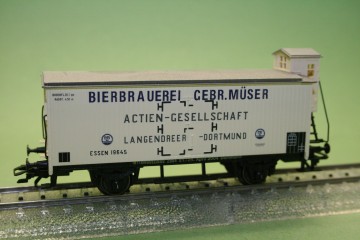 BIERBRAUEREI GEBR. MÜSER
ACTIEN-GESELLSCHAFT
LANGENDREER -DORTMUND
ESSEN 19645